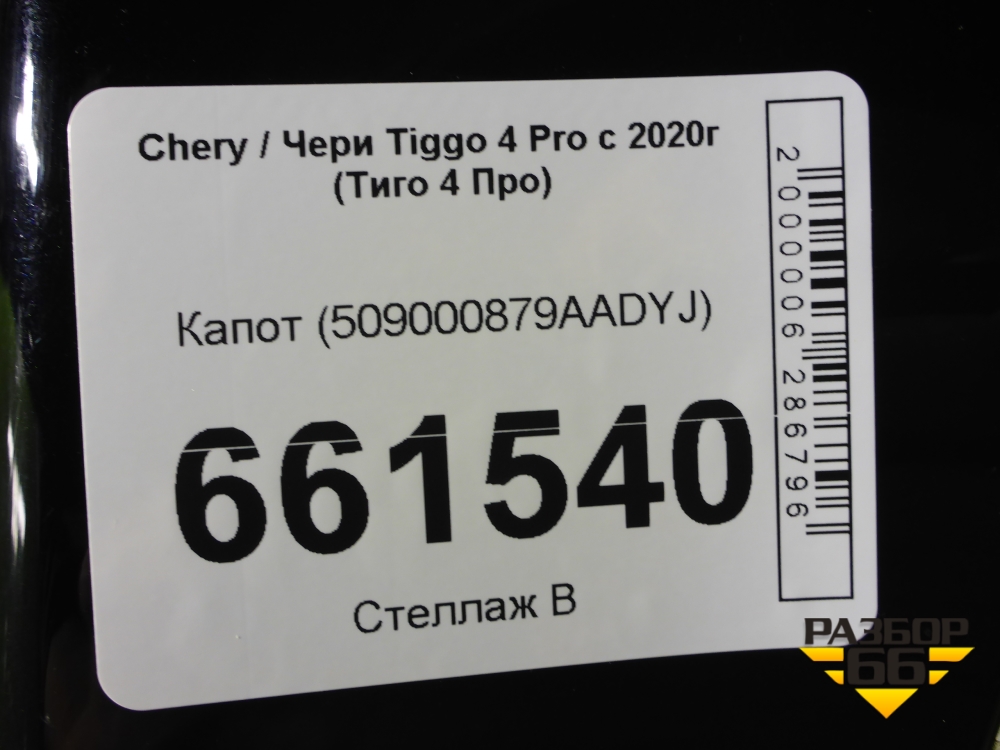 Chery / Чери Tiggo 4 Pro с 2020г
(Тиго 4 Про)
Капот (509000879AADYJ)
661540
Стеллаж В
2000006286796
РАЗБОР
66